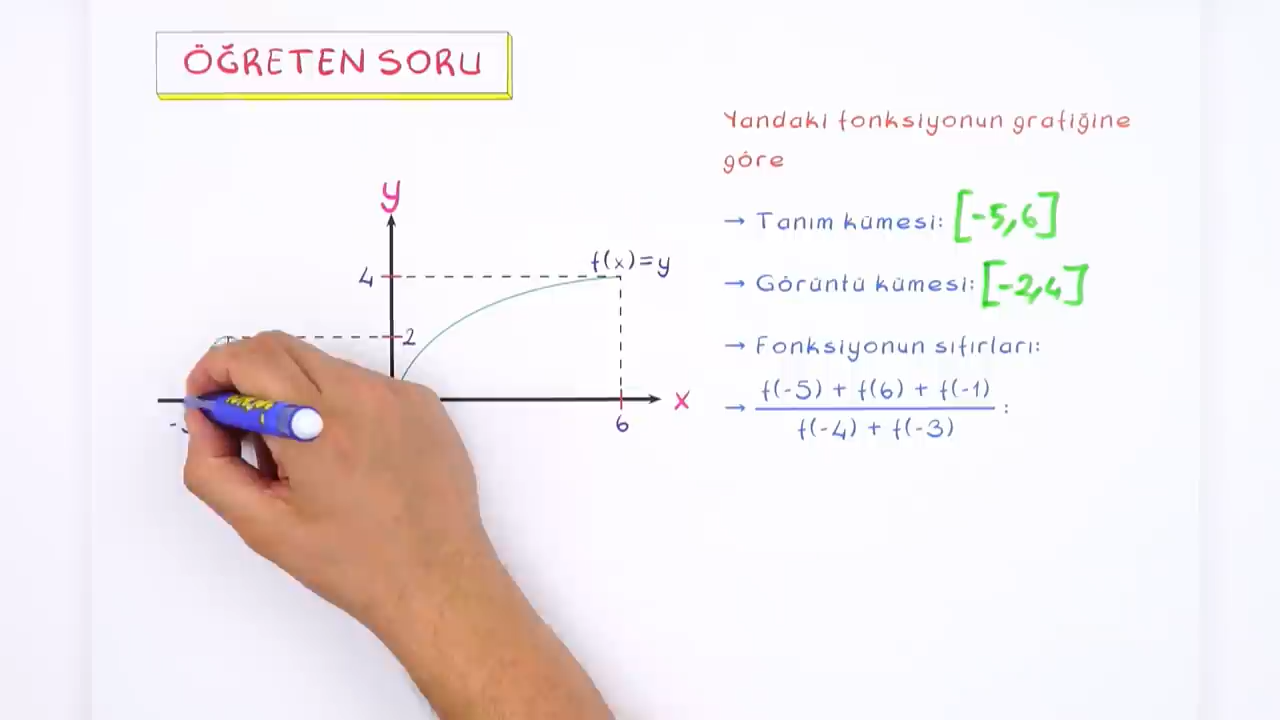 ÖĞRETEN SORU
Yandaki fonksiyonun grafiğine
göre
→ Tanım kümesi: [-5,6]
→ Görüntü kümesi: [-2,4]
→ Fonksiyonun sıfırları:
→ f(-5) + f(6) + f(-1)
f(-4) + f(-3) :
y
f(x)=y
4
2
x
6